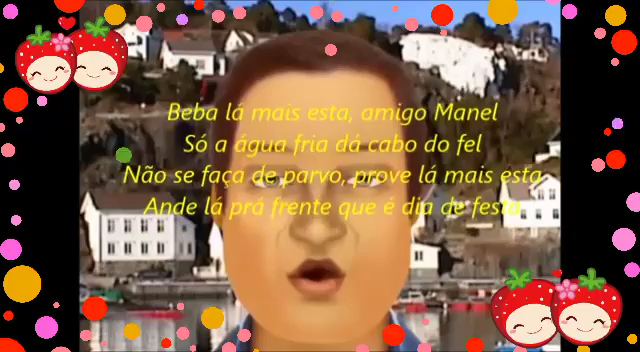 Beba lá mais esta, amigo Manel
Só a água fria dá cabo do fel
Não se faça de parvo, prove lá mais esta
Ande lá prá frente que é dia de festa